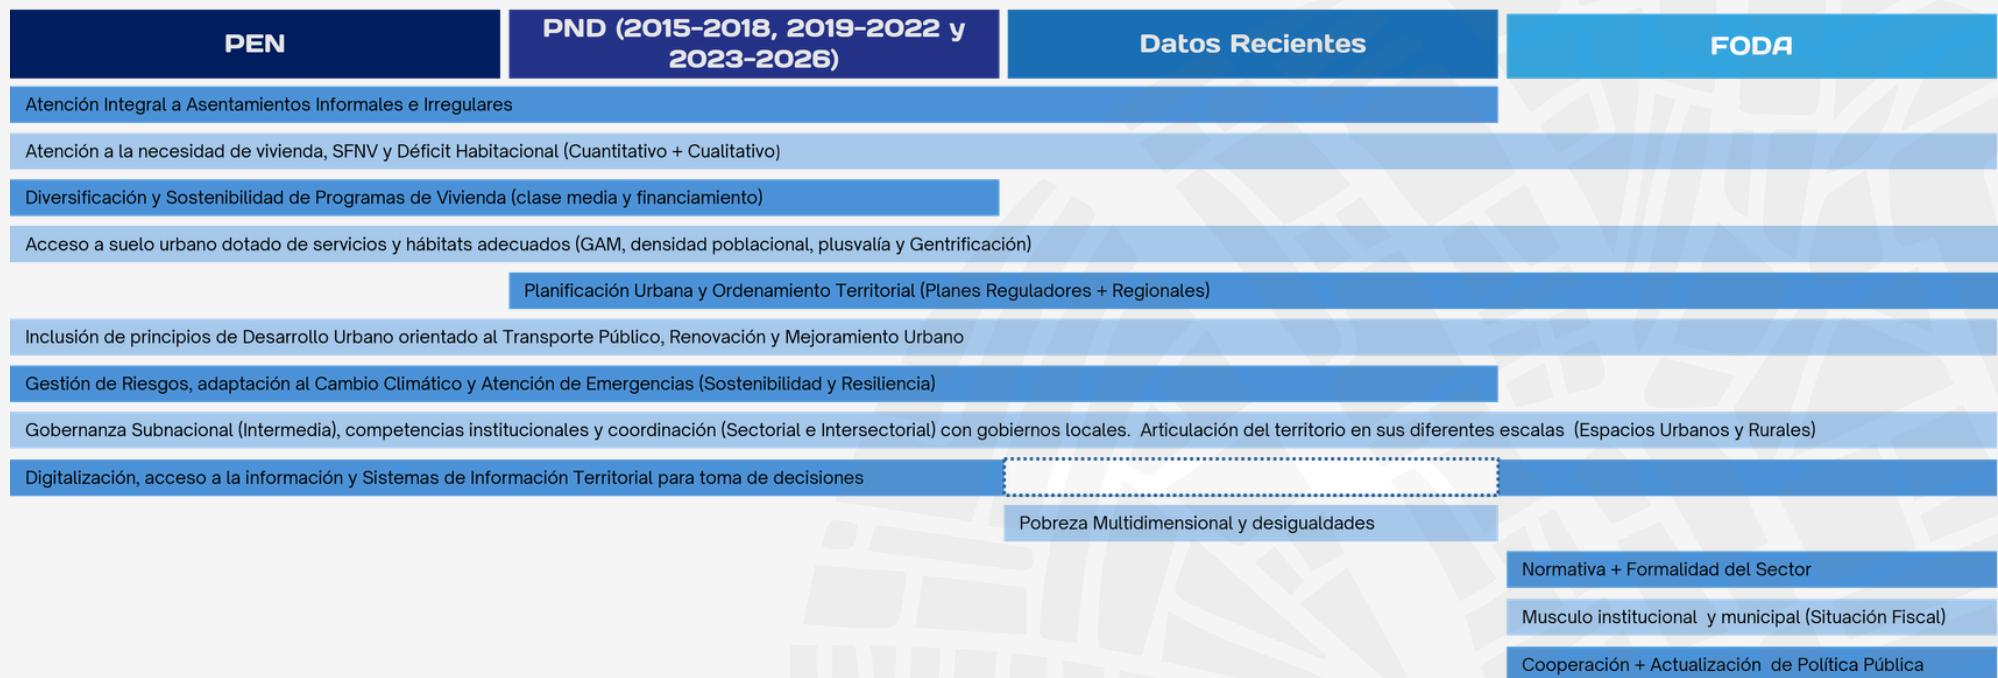 PEN
PND (2015-2018, 2019-2022 y
2023-2026)
Datos Recientes
FODA
Atención Integral a Asentamientos Informales e Irregulares
Atención a la necesidad de vivienda, SFNV y Déficit Habitacional (Cuantitativo + Cualitativo)
Diversificación y Sostenibilidad de Programas de Vivienda (clase media y financiamiento)
Acceso a suelo urbano dotado de servicios y hábitats adecuados (GAM, densidad poblacional, plusvalía y Gentrificación)
Planificación Urbana y Ordenamiento Territorial (Planes Reguladores + Regionales)
Inclusión de principios de Desarrollo Urbano orientado al Transporte Público, Renovación y Mejoramiento Urbano
Gestión de Riesgos, adaptación al Cambio Climático y Atención de Emergencias (Sostenibilidad y Resiliencia)
Gobernanza Subnacional (Intermedia), competencias institucionales y coordinación (Sectorial e Intersectorial) con gobiernos locales. Articulación del territorio en sus diferentes escalas (Espacios Urbanos y Rurales)
Digitalización, acceso a la información y Sistemas de Información Territorial para toma de decisiones
Pobreza Multidimensional y desigualdades
Normativa + Formalidad del Sector
Musculo institucional y municipal (Situación Fiscal)
Cooperación + Actualización de Política Pública